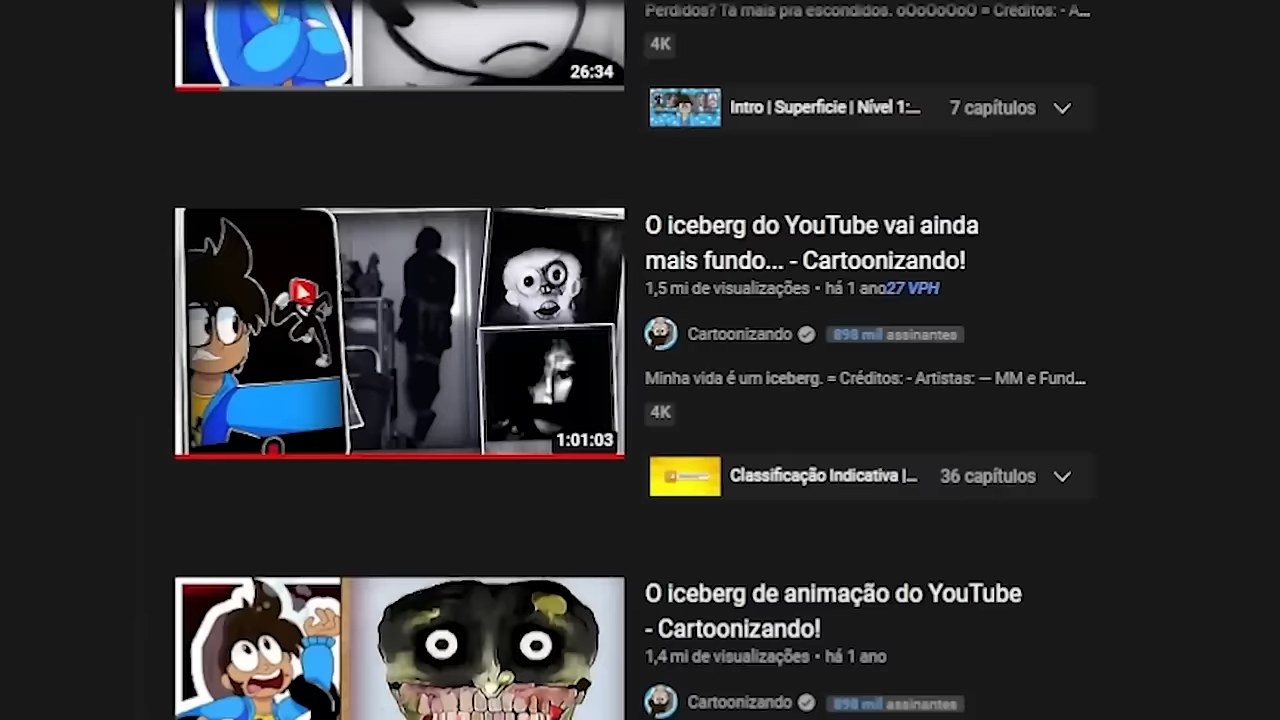 Perdidos? Tá mais pra escondidos. oOoOoOoO = Créditos: - A...
4K
26:34
Intro | Superfície | Nível 1:... 7 capítulos
O iceberg do YouTube vai ainda
mais fundo... - Cartoonizando!
1,5 mi de visualizações • há 1 ano27 VPH
Cartoonizando 898 mil assinantes
Minha vida é um iceberg. = Créditos: - Artistas: — MM e Fund...
4K
1:01:03
Classificação Indicativa |... 36 capítulos
O iceberg de animação do YouTube
- Cartoonizando!
1,4 mi de visualizações • há 1 ano
Cartoonizando 898 mil assinantes